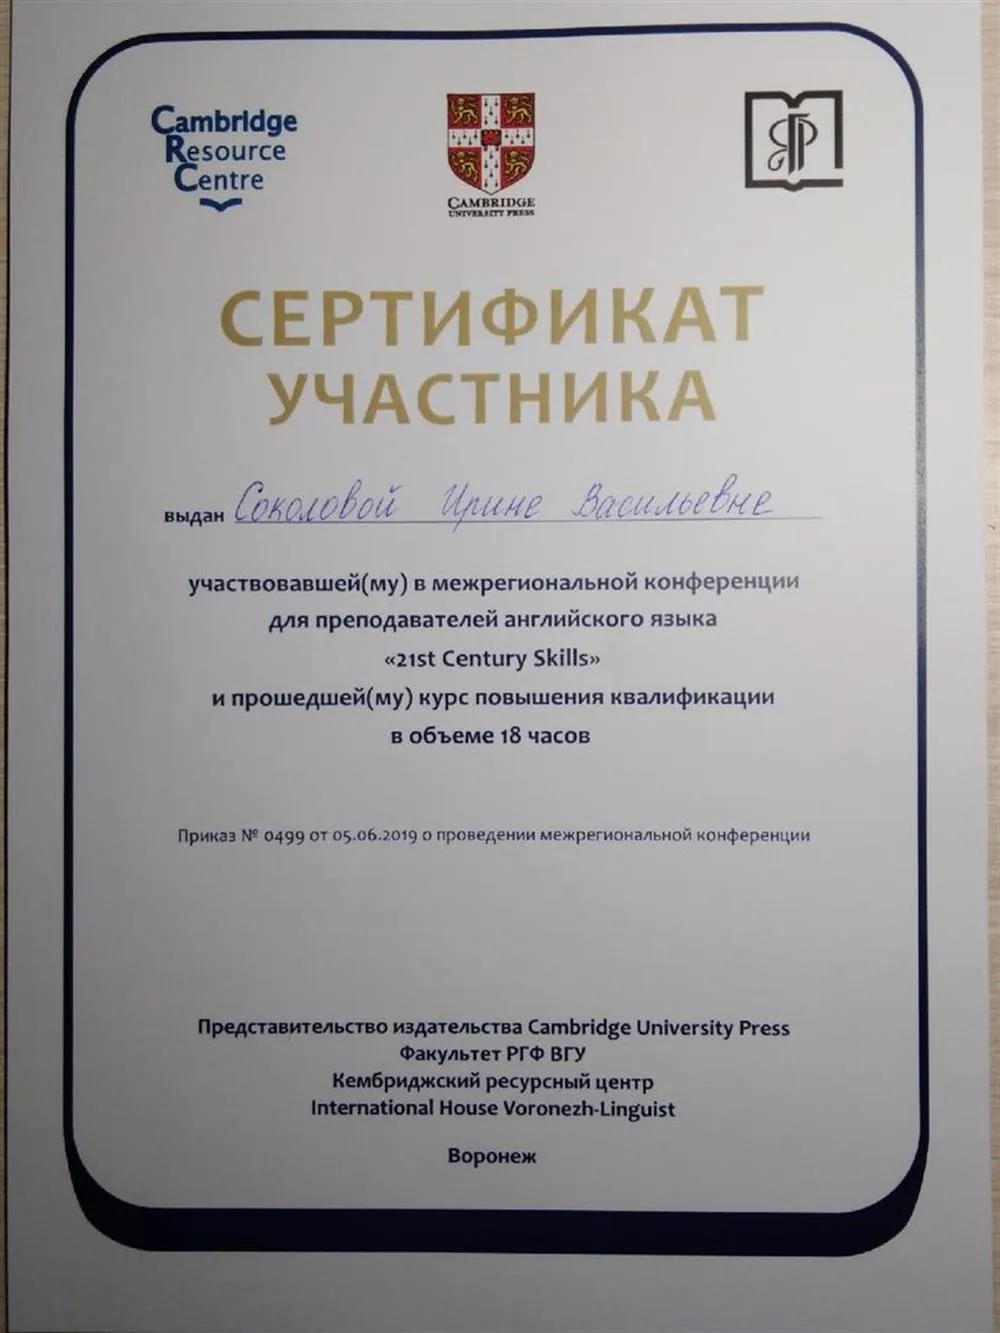 Cambridge
Resource
Centre
CAMBRIDGE
UNIVERSITY PRESS
СЕРТИФИКАТ
УЧАСТНИКА
выдан Соколовой Ирине Васильевне
участвовавшей(му) в межрегиональной конференции
для преподавателей английского языка
«21st Century Skills»
и прошедшей(му) курс повышения квалификации
в объеме 18 часов
Приказ № 0499 от 05.06.2019 о проведении межрегиональной конференции
Представительство издательства Cambridge University Press
Факультет РГФ ВГУ
Кембриджский ресурсный центр
International House Voronezh-Linguist
Воронеж